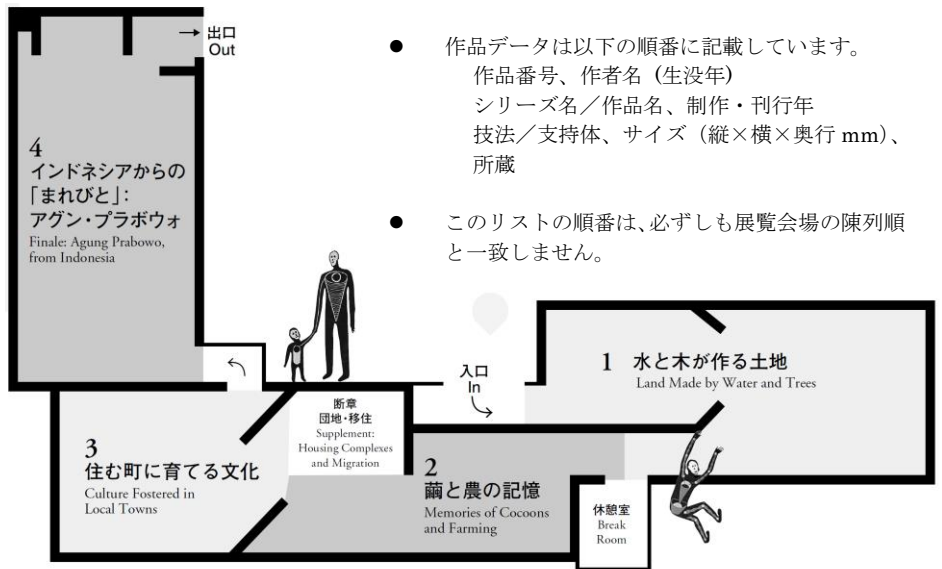 出口
Out
● 作品データは以下の順番に記載しています。
作品番号、作者名（生没年）
シリーズ名／作品名、制作・刊行年
技法／支持体、サイズ（縦×横×奥行 mm）、
所蔵
● このリストの順番は、必ずしも展覧会場の陳列順
と一致しません。
4
インドネシアからの
「まれびと」：
アグン・プラボウォ
Finale: Agung Prabowo,
from Indonesia
入口
In
1 水と木が作る土地
Land Made by Water and Trees
断章
団地・移住
Supplement:
Housing Complexes
and Migration
3
住む町に育てる文化
Culture Fostered in
Local Towns
2
繭と農の記憶
Memories of Cocoons
and Farming
休憩室
Break
Room